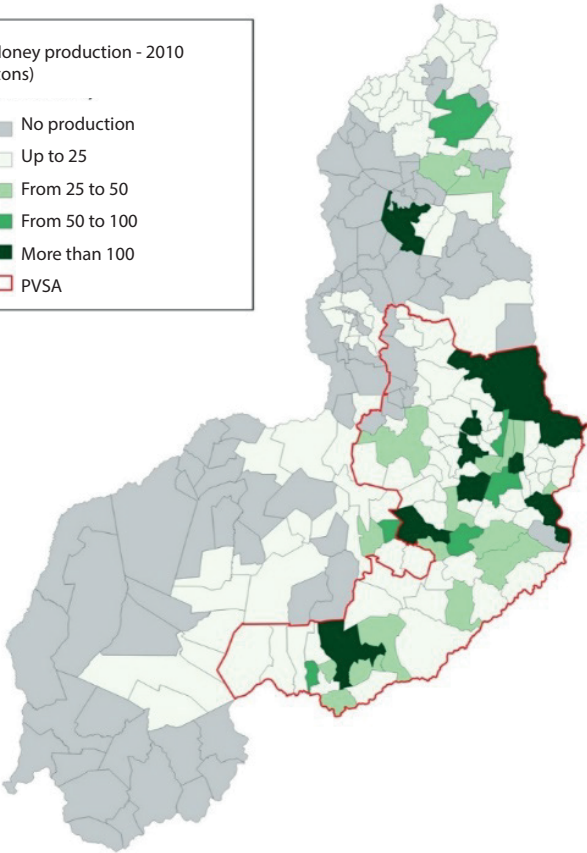 Honey production - 2010
(tons)
No production
Up to 25
From 25 to 50
From 50 to 100
More than 100
PVSA